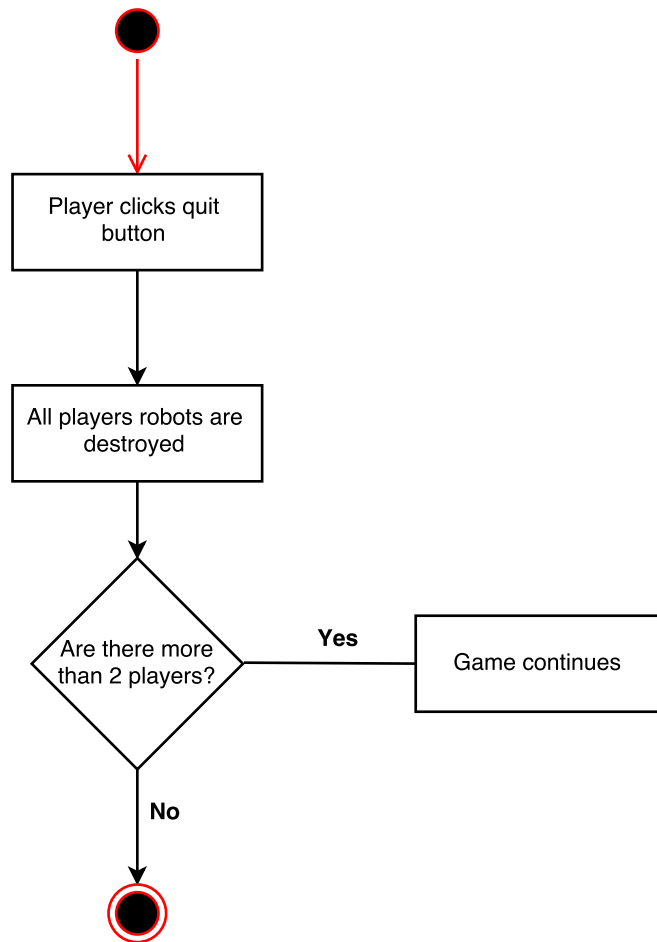 Player clicks quit
button
All players robots are
destroyed
Are there more
than 2 players?
Yes
Game continues
No